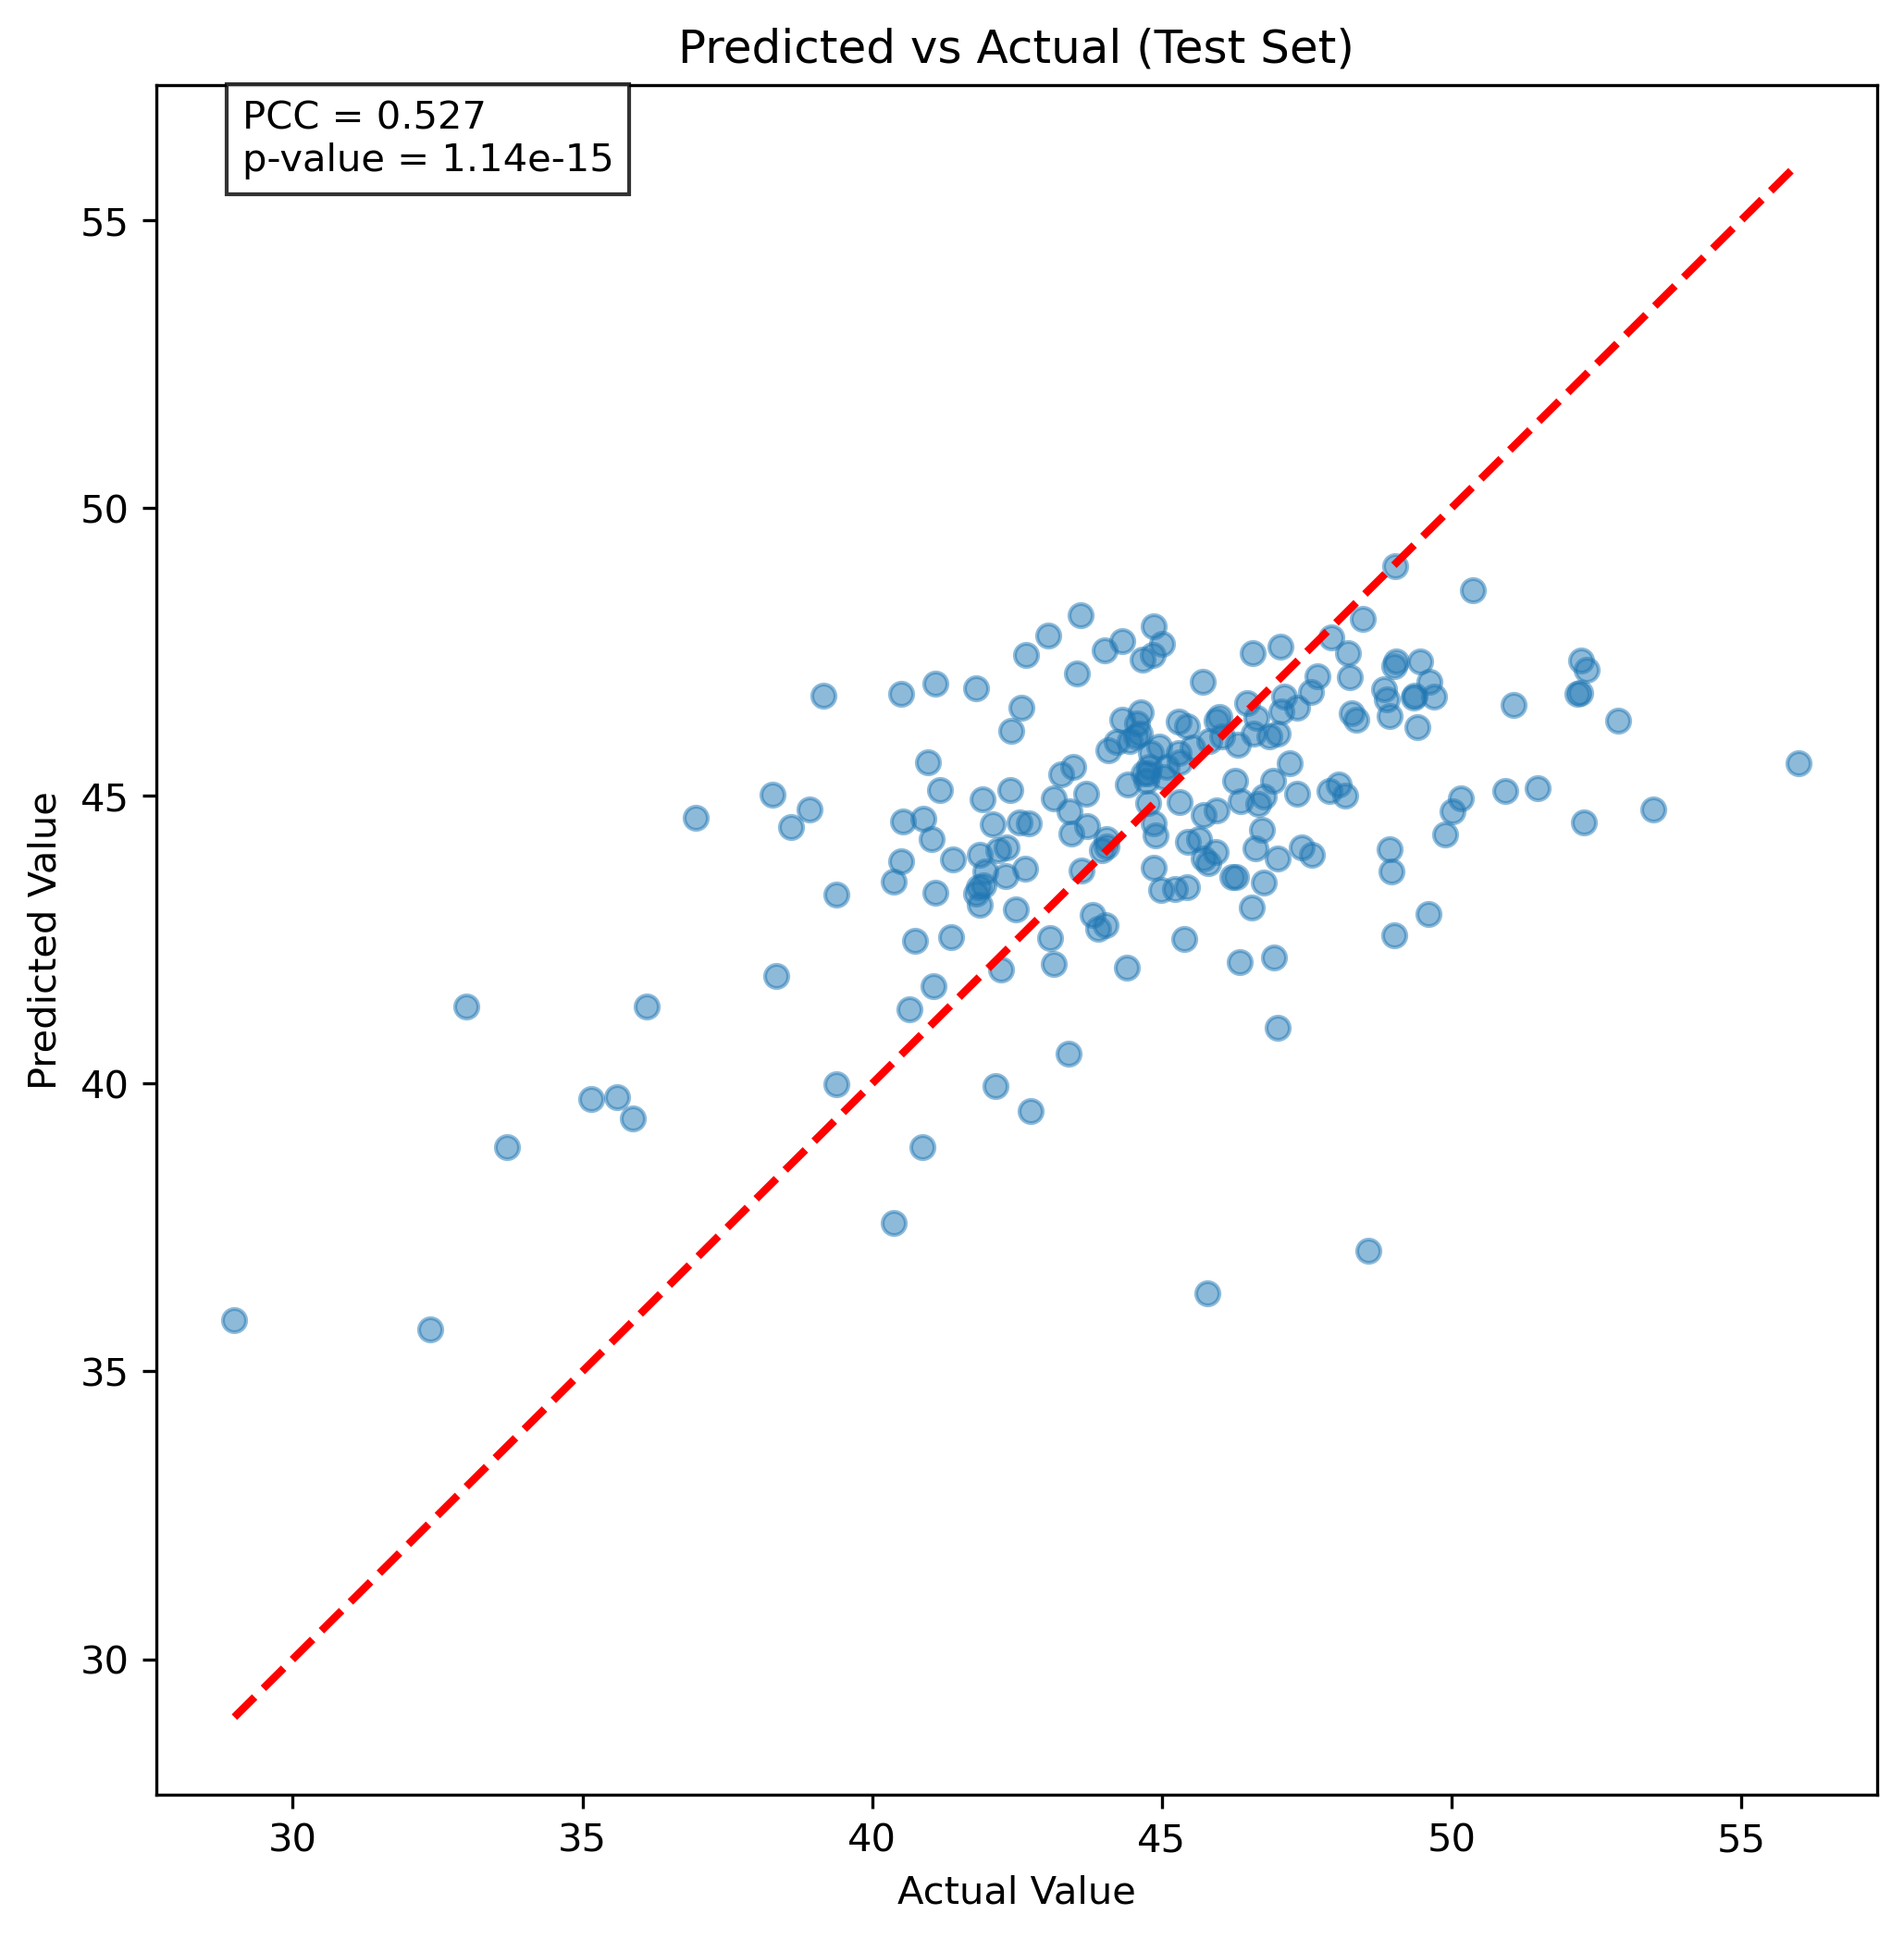 Predicted vs Actual (Test Set)
PCC = 0.527
p-value = 1.14e-15
55
50
45
40
35
30
Predicted Value
30 35 40 45 50 55
Actual Value